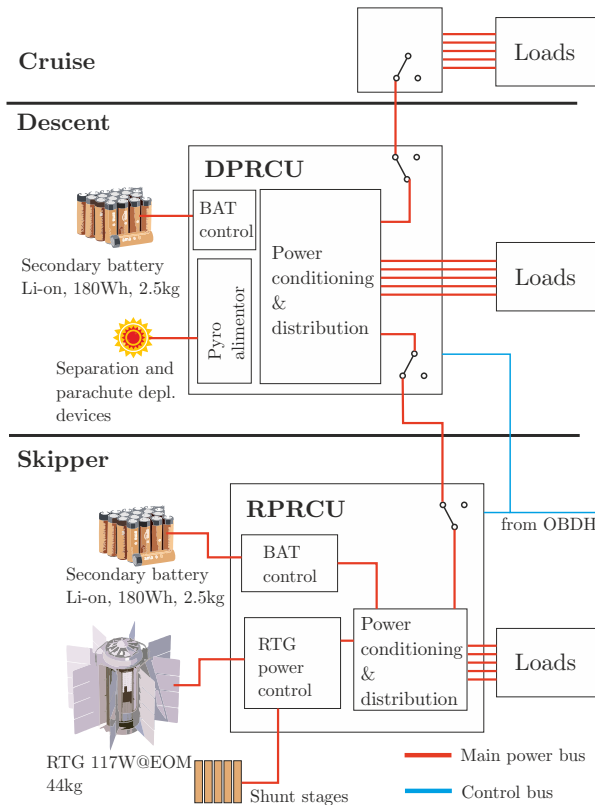 Cruise
Loads
Descent
DPRCU
BAT
control
Secondary battery
Li-on, 180Wh, 2.5kg
Pyro
alimentor
Power
conditioning
&
distribution
Loads
Separation and
parachute depl.
devices
Skipper
RPRCU
from OBDH
BAT
control
Secondary battery
Li-on, 180Wh, 2.5kg
RTG
power
control
Power
conditioning
&
distribution
Loads
RTG 117W@EOM
44kg
Shunt stages
Main power bus
Control bus